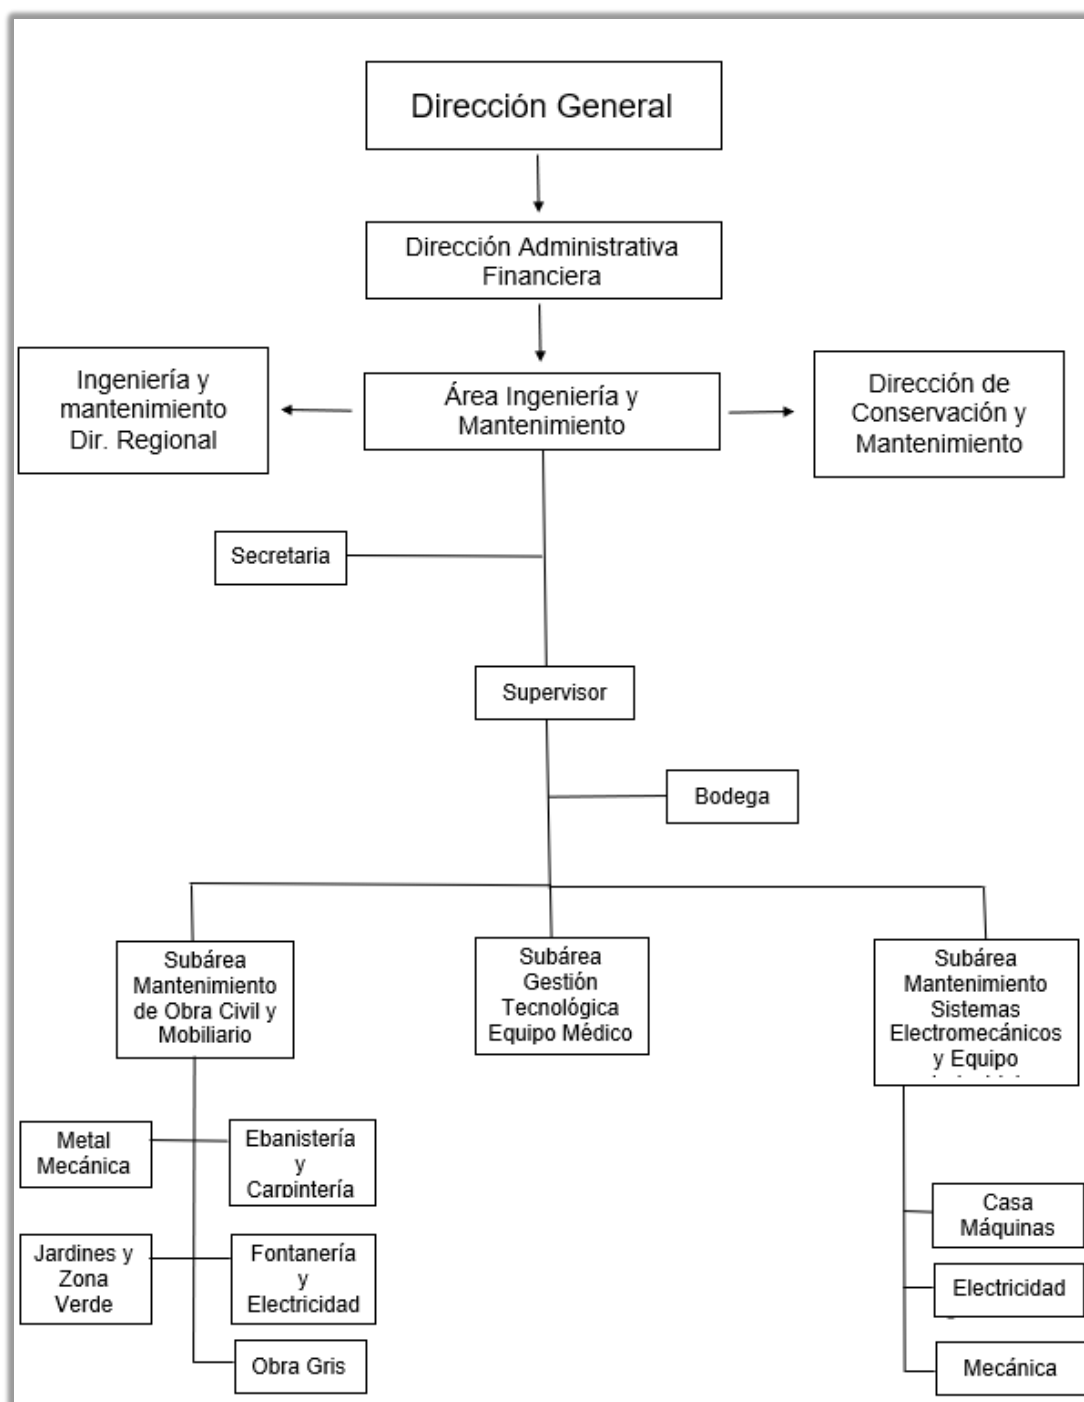 Dirección General
Dirección Administrativa
Financiera
Ingeniería y
mantenimiento
Dir. Regional
Área Ingeniería y
Mantenimiento
Dirección de
Conservación y
Mantenimiento
Secretaria
Supervisor
Bodega
Subárea
Mantenimiento
de Obra Civil y
Mobiliario
Subárea
Gestión
Tecnológica
Equipo Médico
Subárea
Mantenimiento
Sistemas
Electromecánicos
y Equipo
Metal
Mecánica
Ebanistería
y
Carpintería
Jardines y
Zona
Verde
Fontanería
y
Electricidad
Obra Gris
Casa
Máquinas
Electricidad
Mecánica